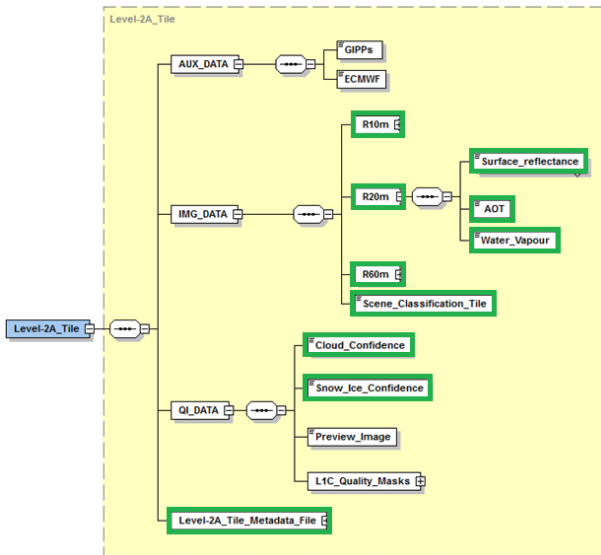 Level-2A_Tile
AUX_DATA
GIPPs
ECMWF
IMG_DATA
R10m
R20m
Surface_reflectance
AOT
Water_Vapour
R60m
Scene_Classification_Tile
Level-2A_Tile
QI_DATA
Cloud_Confidence
Snow_Ice_Confidence
Preview_Image
L1C_Quality_Masks
Level-2A_Tile_Metadata_File